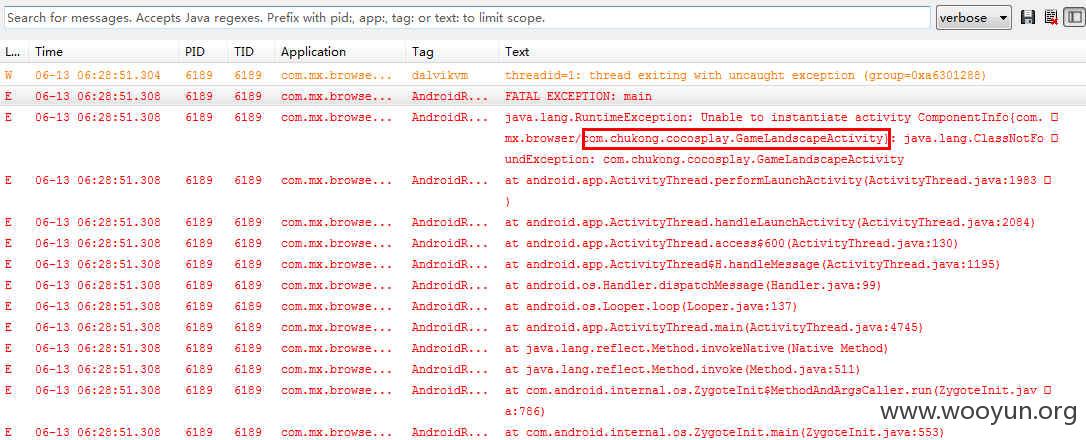 Search for messages. Accepts Java regexes. Prefix with pid:, app:, tag: or text: to limit scope. verbose
L... Time PID TID Application Tag Text
W 06-13 06:28:51.304 6189 6189 com.mx.browse... dalvikvm threadid=1: thread exiting with uncaught exception (group=0xa6301288)
E 06-13 06:28:51.308 6189 6189 com.mx.browse... AndroidR... FATAL EXCEPTION: main
E 06-13 06:28:51.308 6189 6189 com.mx.browse... AndroidR... java.lang.RuntimeException: Unable to instantiate activity ComponentInfo{com.
mx.browser/com.chukong.cocosplay.GameLandscapeActivity}: java.lang.ClassNotFo
undException: com.chukong.cocosplay.GameLandscapeActivity
E 06-13 06:28:51.308 6189 6189 com.mx.browse... AndroidR... at android.app.ActivityThread.performLaunchActivity(ActivityThread.java:1983
)
E 06-13 06:28:51.308 6189 6189 com.mx.browse... AndroidR... at android.app.ActivityThread.handleLaunchActivity(ActivityThread.java:2084)
E 06-13 06:28:51.308 6189 6189 com.mx.browse... AndroidR... at android.app.ActivityThread.access$600(ActivityThread.java:130)
E 06-13 06:28:51.308 6189 6189 com.mx.browse... AndroidR... at android.app.ActivityThread$H.handleMessage(ActivityThread.java:1195)
E 06-13 06:28:51.308 6189 6189 com.mx.browse... AndroidR... at android.os.Handler.dispatchMessage(Handler.java:99)
E 06-13 06:28:51.308 6189 6189 com.mx.browse... AndroidR... at android.os.Looper.loop(Looper.java:137)
E 06-13 06:28:51.308 6189 6189 com.mx.browse... AndroidR... at android.app.ActivityThread.main(ActivityThread.java:4745)
E 06-13 06:28:51.308 6189 6189 com.mx.browse... AndroidR... at java.lang.reflect.Method.invokeNative(Native Method)
E 06-13 06:28:51.308 6189 6189 com.mx.browse... AndroidR... at java.lang.reflect.Method.invoke(Method.java:511)
E 06-13 06:28:51.308 6189 6189 com.mx.browse... AndroidR... at com.android.internal.os.ZygoteInit$MethodAndArgsCaller.run(ZygoteInit.jav
a:786)
E 06-13 06:28:51.308 6189 6189 com.mx.browse... AndroidR... at com.android.internal.os.ZygoteInit.main(ZygoteInit.java:553)
www.wooyun.org